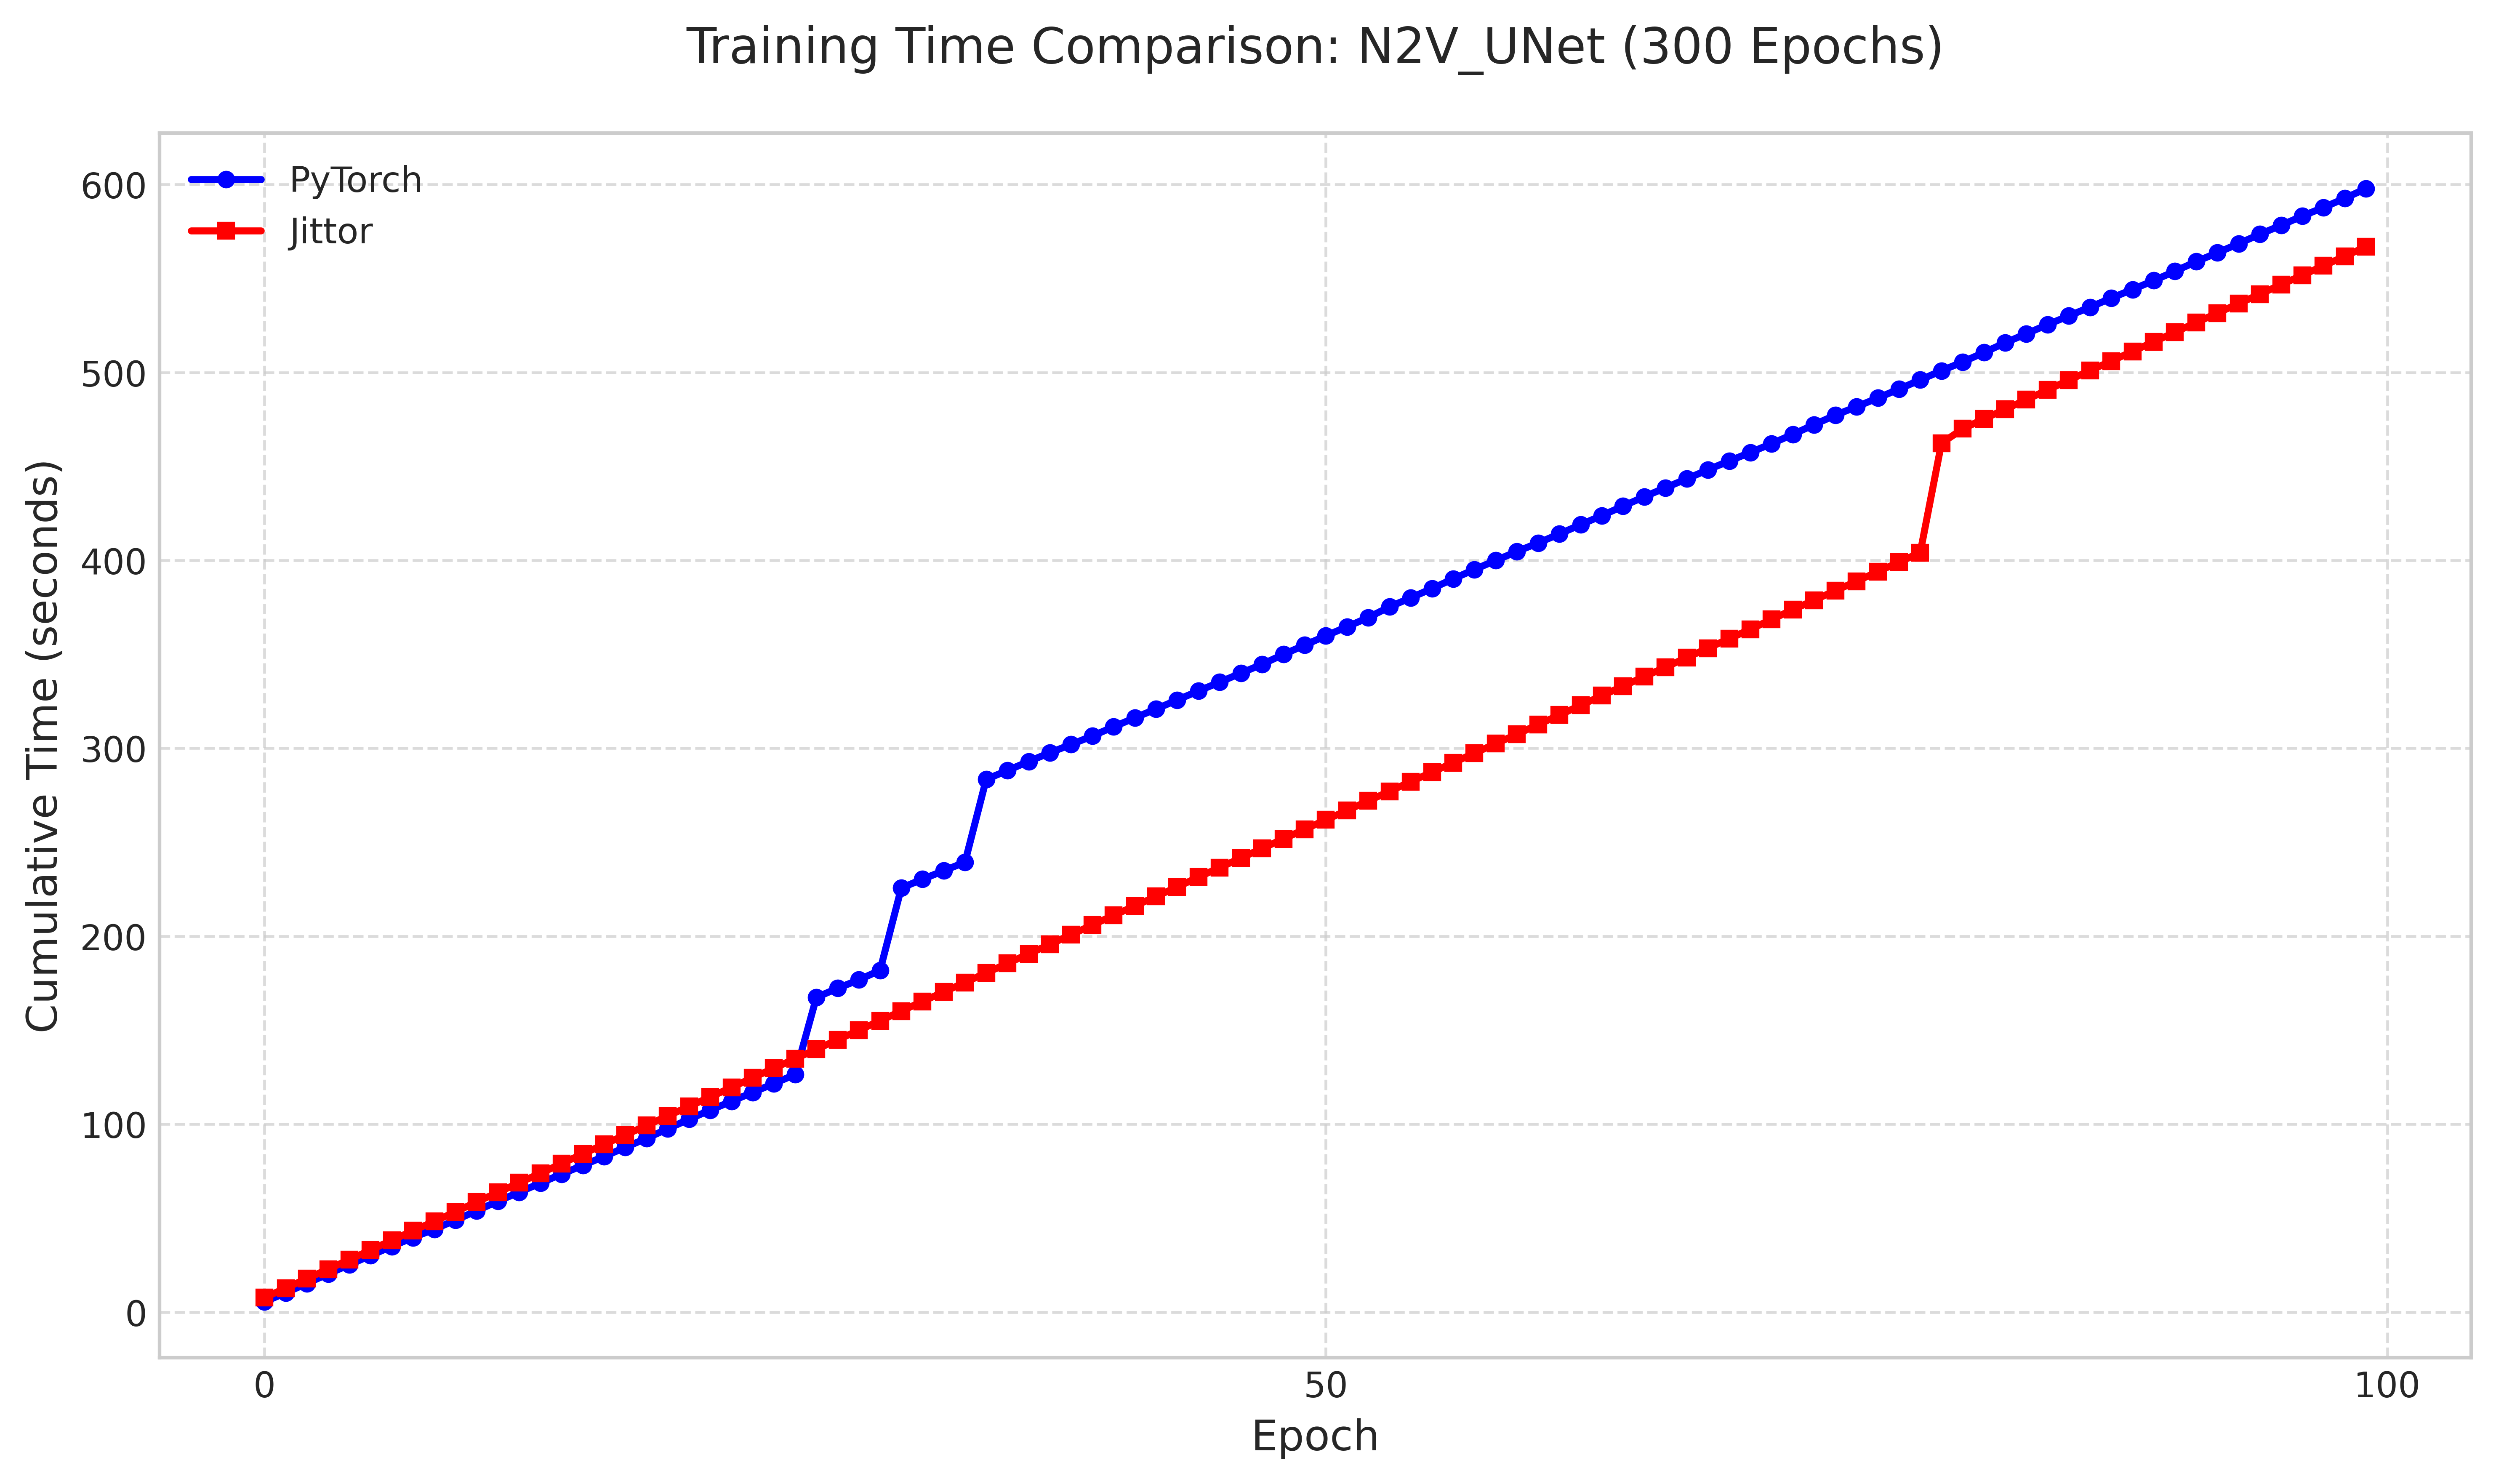 Training Time Comparison: N2V_UNet (300 Epochs)
PyTorch
Jittor
Cumulative Time (seconds)
600
500
400
300
200
100
0
0
50
100
Epoch